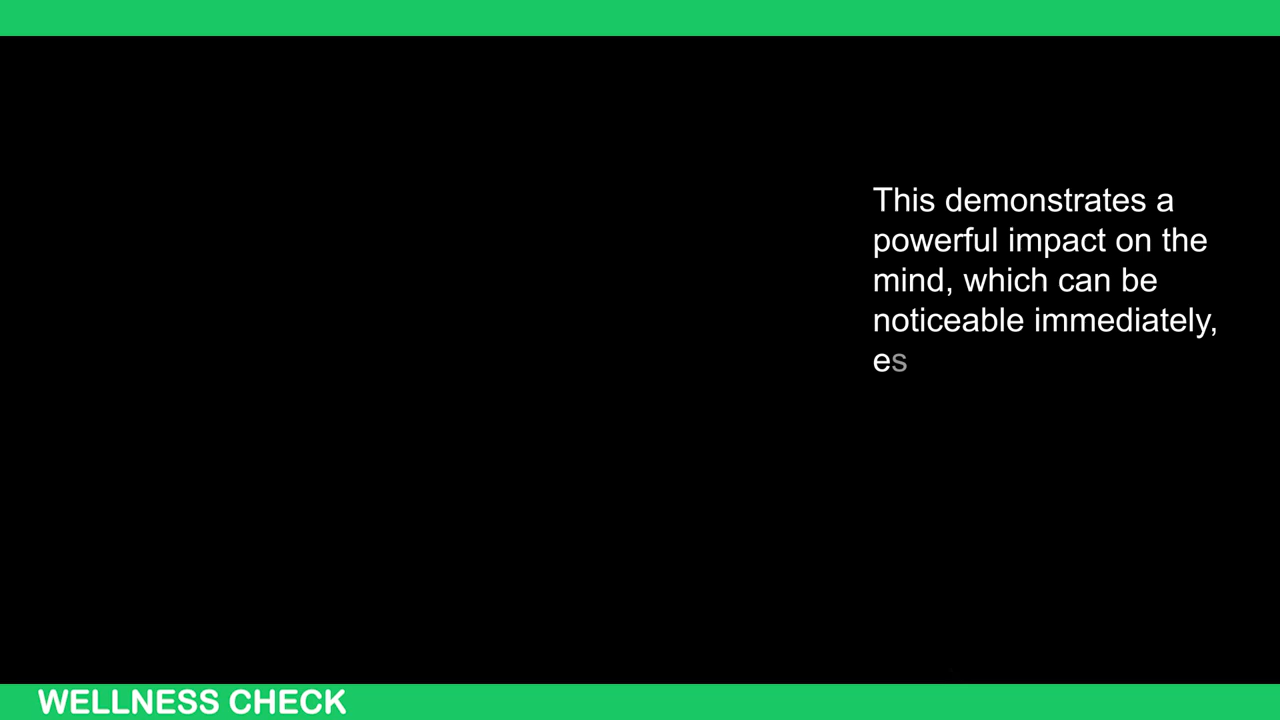 This demonstrates a
powerful impact on the
mind, which can be
noticeable immediately,
es
WELLNESS CHECK